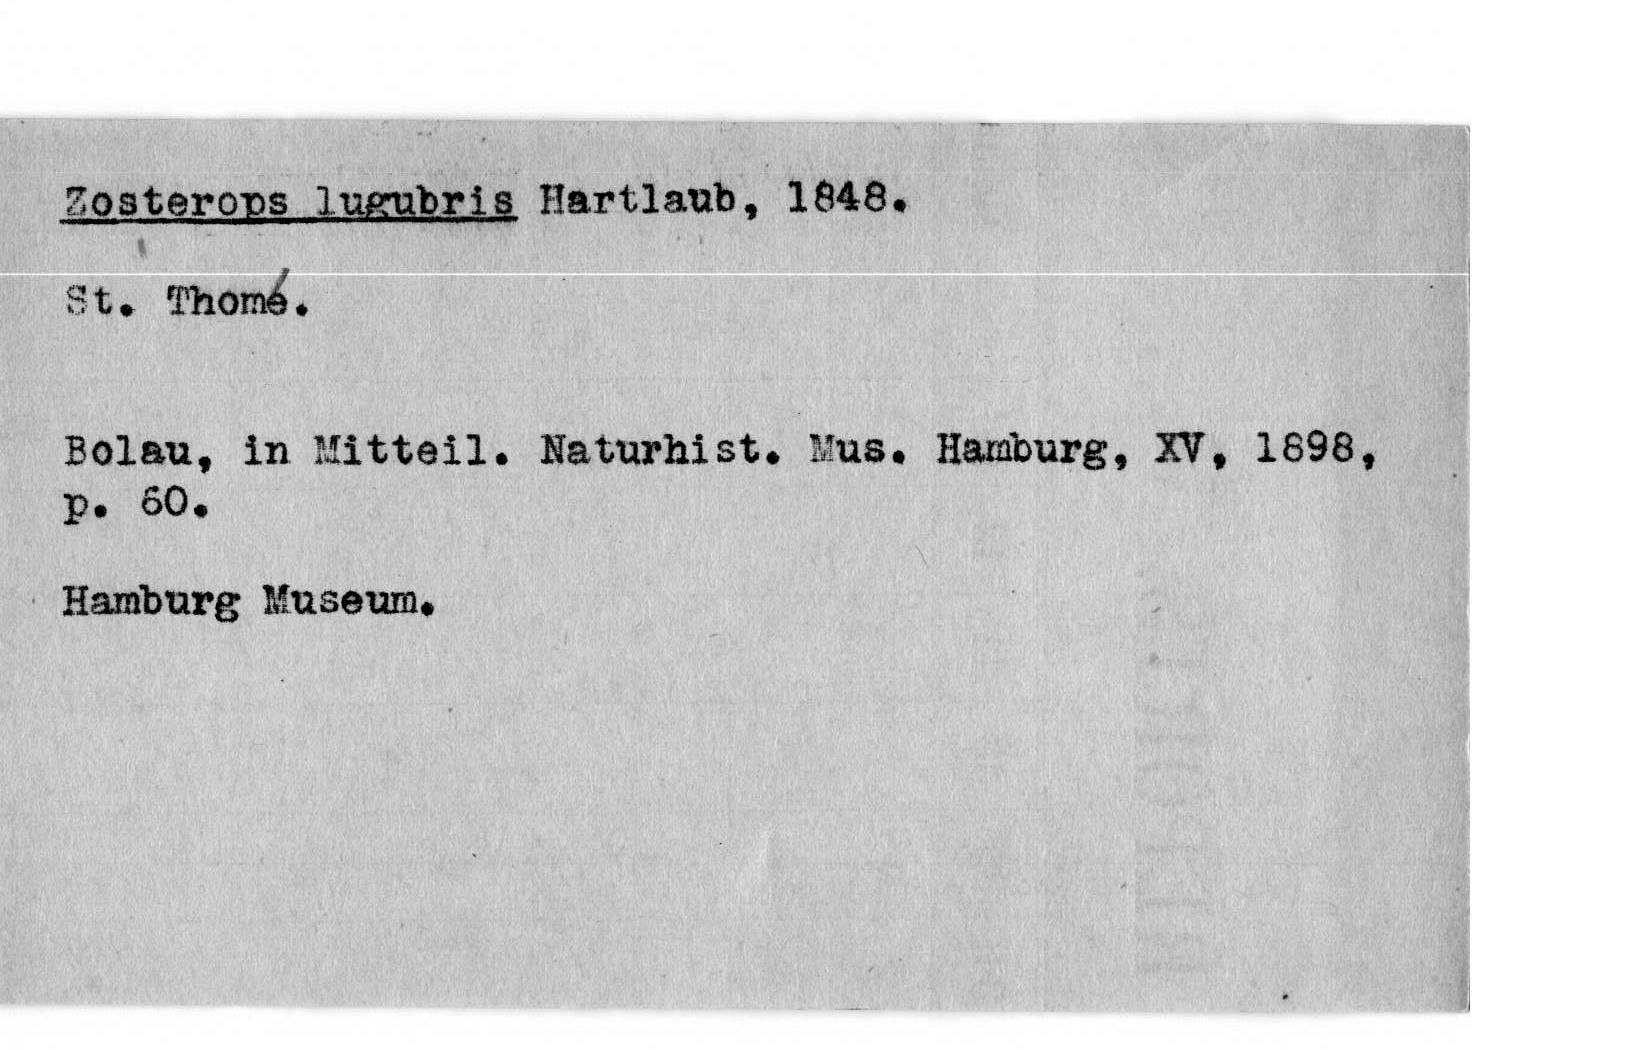 Zosterops lugubris Hartlaub, 1848.
St. Thomé.
Bolau, in Mitteil. Naturhist. Mus. Hamburg, XV, 1898,
p. 60.
Hamburg Museum.